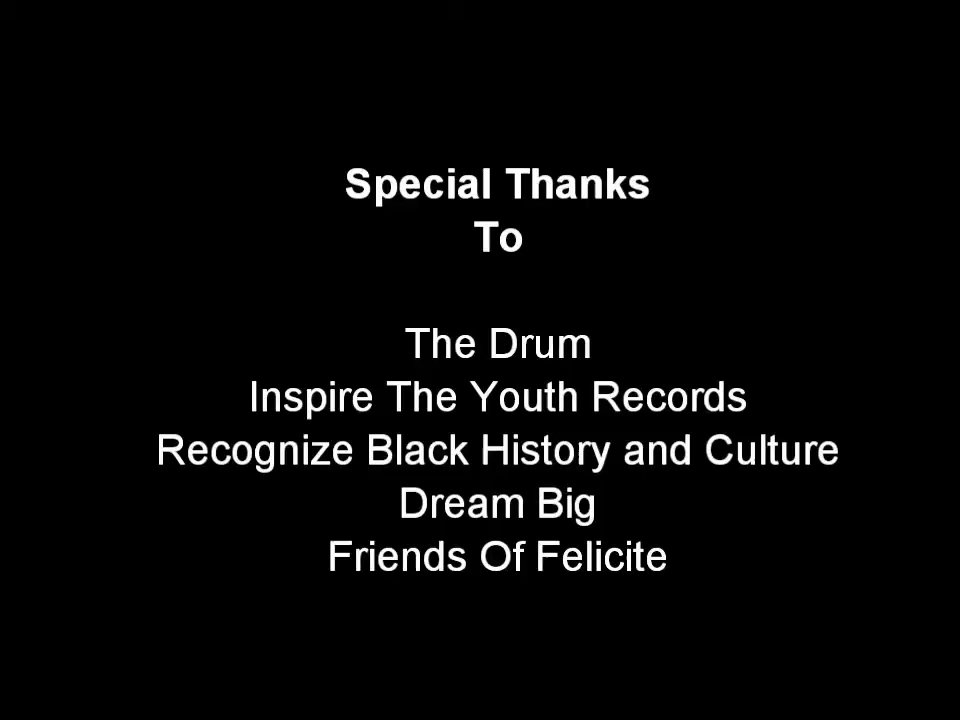 Special Thanks
To
The Drum
Inspire The Youth Records
Recognize Black History and Culture
Dream Big
Friends Of Felicite